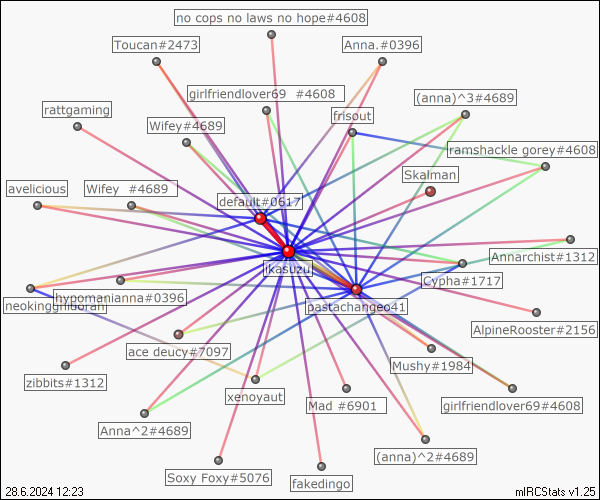 no cops no laws no hope#4608
Toucan#2473
Anna.#0396
girlfriendlover69 #4608
(anna)^3#4689
rattgaming
frisout
Wifey#4689
ramshackle gorey#4608
Skalman
avelicious
Wifey #4689
default#0617
Annarchist#1312
ikasuzu
Cypha#1717
hypomanianna#0396
neokingghidoran
pastachangeo41
AlpineRooster#2156
ace deucy#7097
Mushy#1984
zibbits#1312
xenoyaut
Mad #6901
girlfriendlover69#4608
Anna^2#4689
(anna)^2#4689
Soxy Foxy#5076
fakedingo
28.6.2024 12:23
mIRCStats v1.25